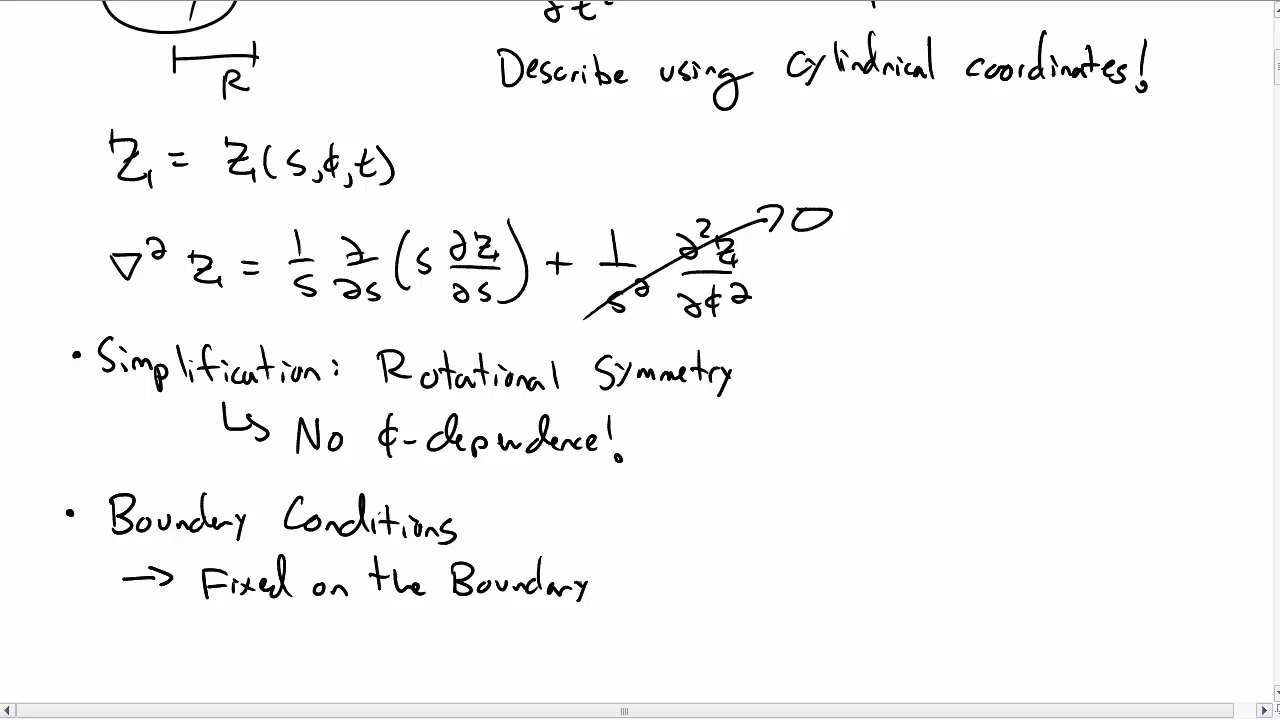 ∂t²
R
Describe using cylindrical coordinates!
Z₁ = Z₁(s,ϕ,t)
∇² Z₁ = 1/s ∂/∂s (s ∂Z₁/∂s) + 1/s² ∂²Z₁/∂ϕ² → 0
• Simplification: Rotational Symmetry
↳ No ϕ-dependence!
• Boundary Conditions
→ Fixed on the Boundary